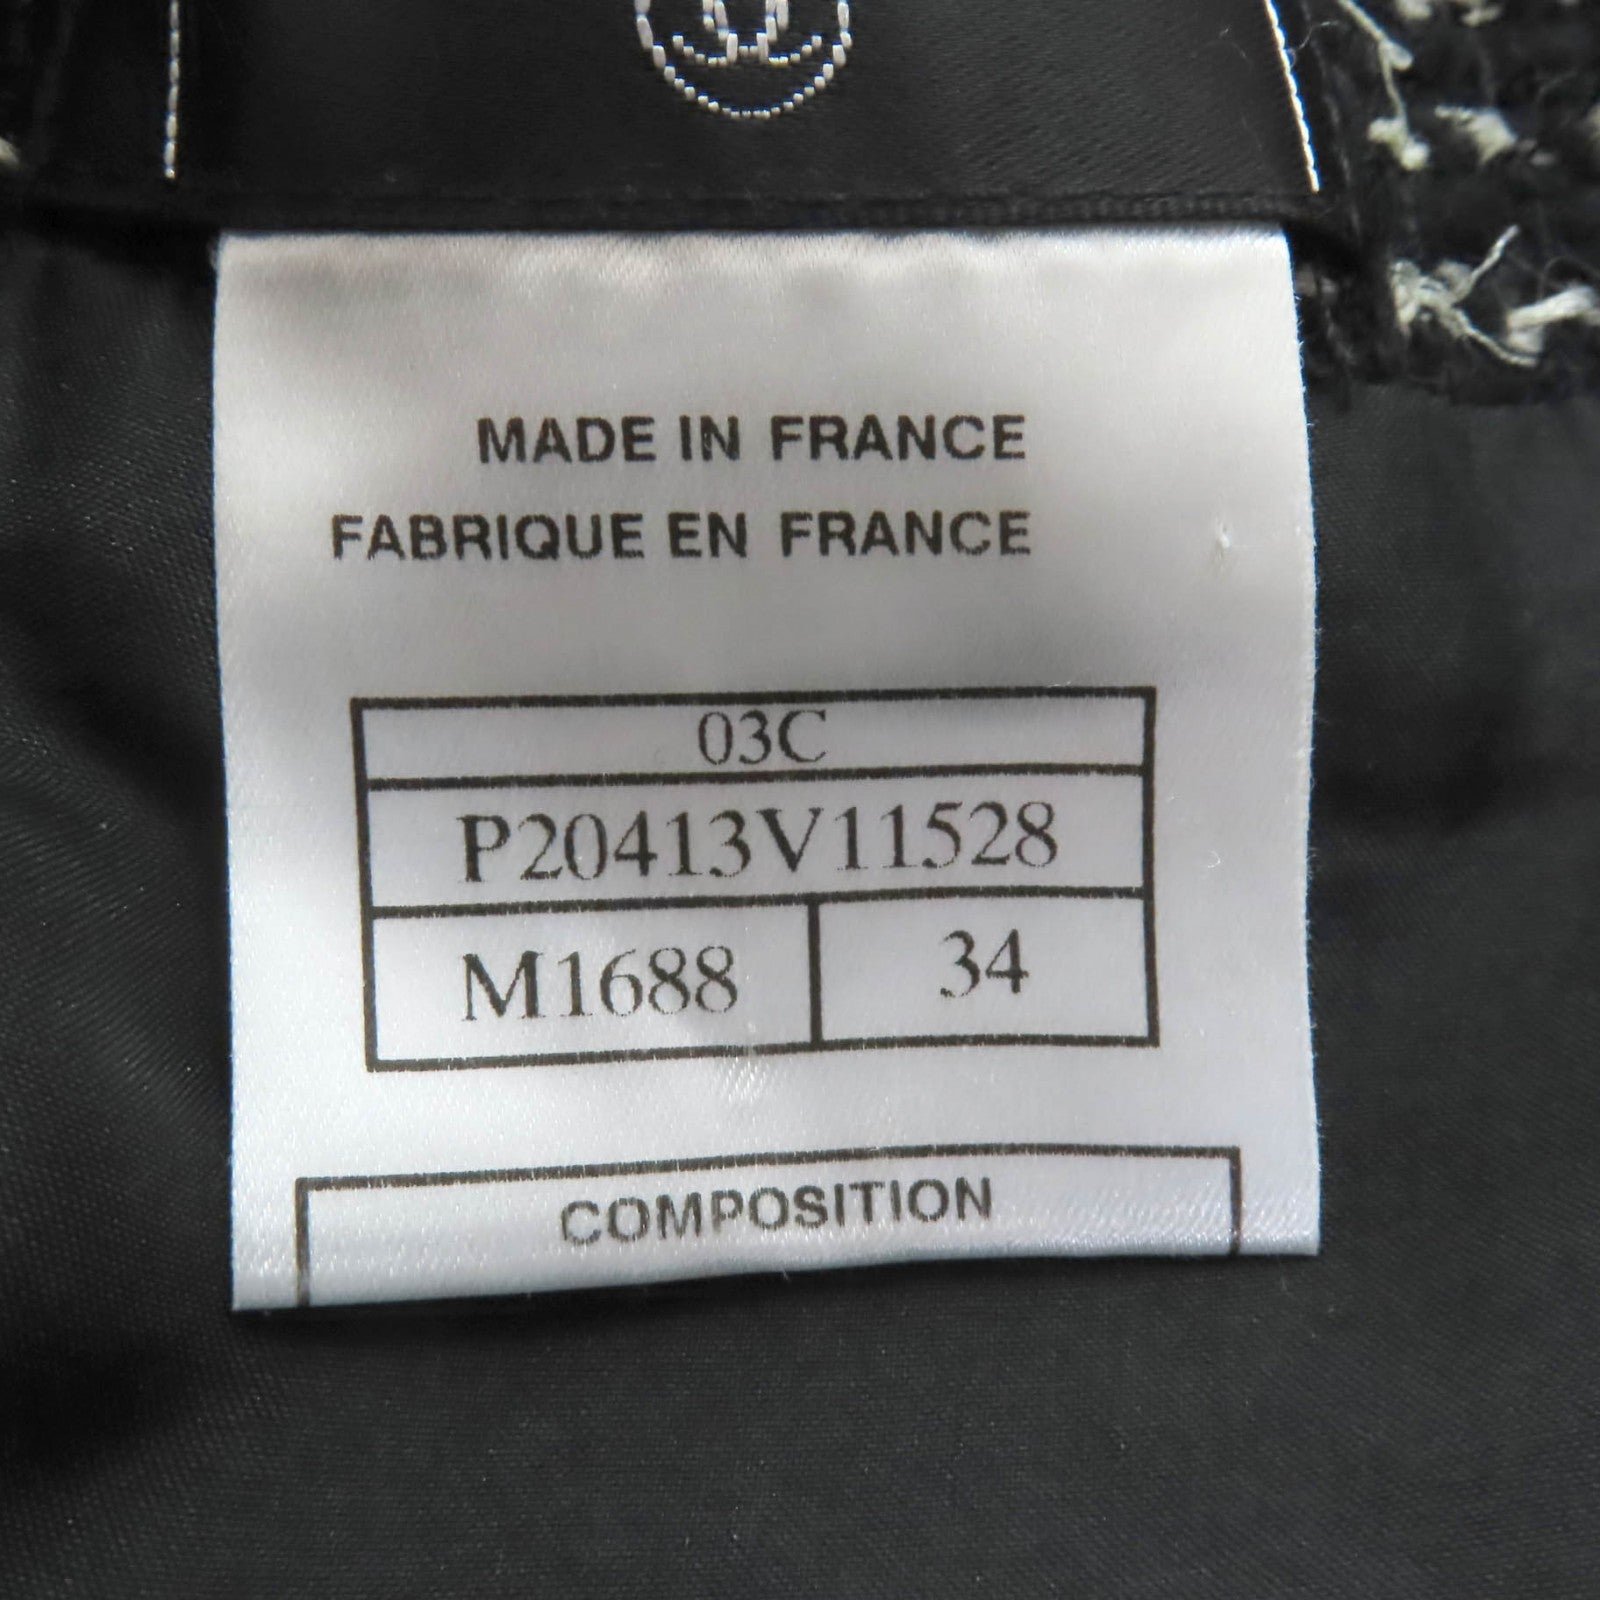 MADE IN FRANCE
FABRIQUE EN FRANCE
03C
P20413V11528
M1688 34
COMPOSITION